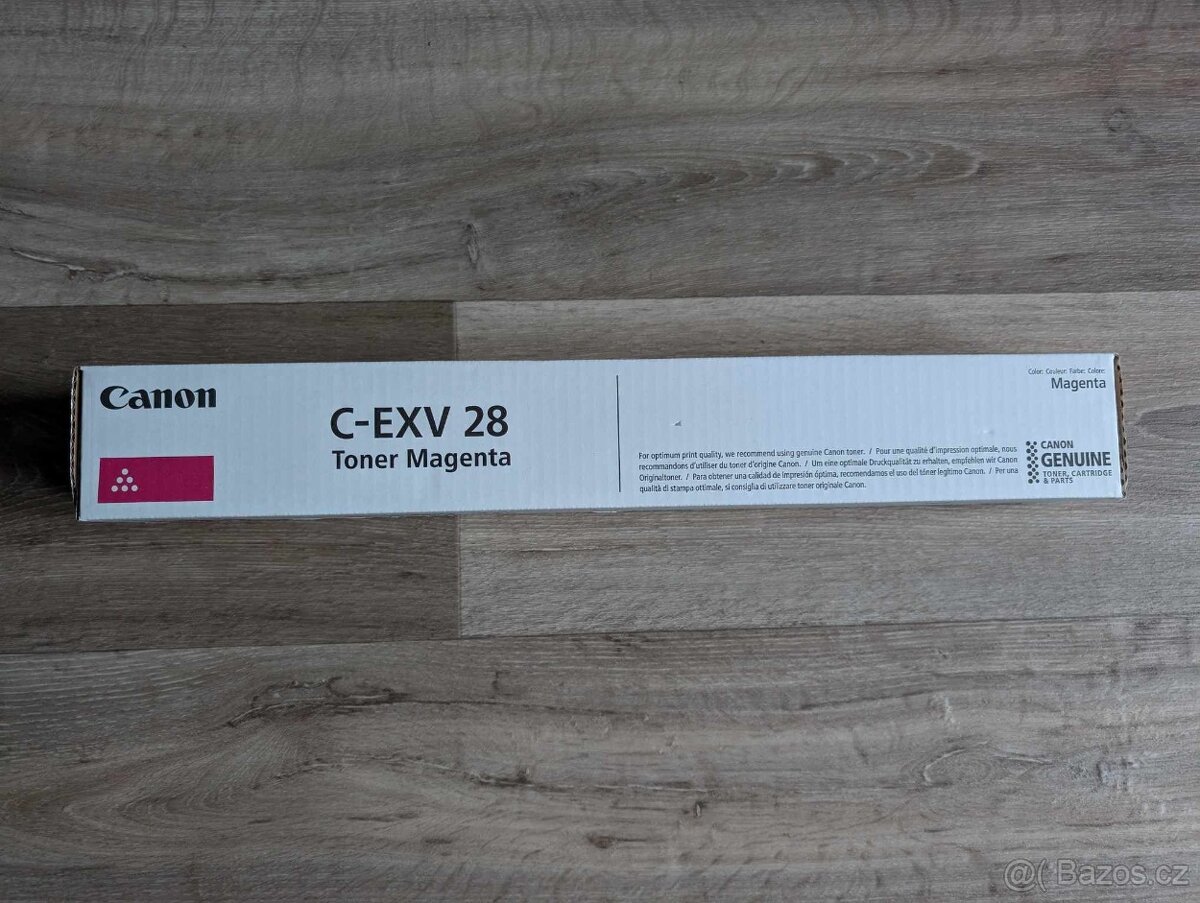 Canon
C-EXV 28
Toner Magenta
For optimum print quality, we recommend using genuine Canon toner. / Pour une qualité d'impression optimale, nous
recommandons d'utiliser du toner d'origine Canon. / Um eine optimale Druckqualität zu erhalten, empfehlen wir Canon
Originaltoner. / Para obtener una calidad de impresión óptima, recomendamos el uso del tóner legítimo Canon. / Per una
qualità di stampa ottimale, si consiglia di utilizzare toner originale Canon.
Color: Couleur: Farbe: Colore:
Magenta
CANON
GENUINE
TONER, CARTRIDGE
& PARTS
@( Bazos.cz